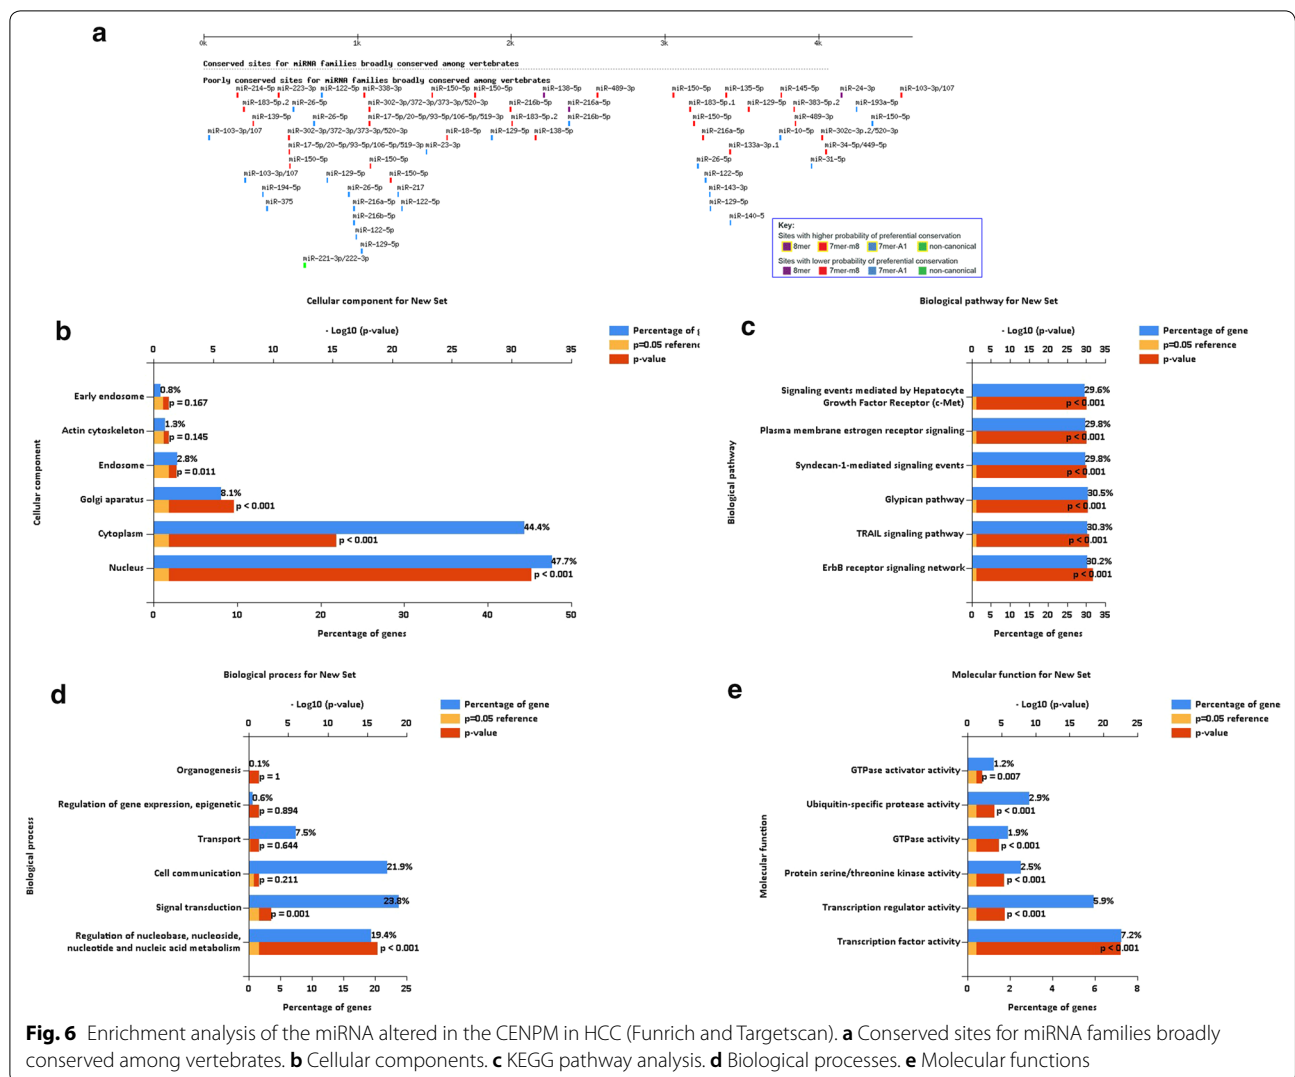 a
0k 1k 2k 3k 4k
Conserved sites for miRNA families broadly conserved among vertebrates
Poorly conserved sites for miRNA families broadly conserved among vertebrates
miR-214-5p miR-223-3p miR-122-5p miR-338-3p miR-150-5p miR-150-5p miR-138-5p miR-489-3p miR-150-5p miR-135-5p miR-145-5p miR-24-3p miR-103-3p/107
miR-183-5p.2 miR-26-5p miR-302-3p/372-3p/373-3p/520-3p miR-216b-5p miR-216a-5p miR-183-5p.1 miR-129-5p miR-383-5p.2 miR-193a-5p
miR-139-5p miR-26-5p miR-17-5p/20-5p/93-5p/106-5p/519-3p miR-183-5p.2 miR-216b-5p miR-150-5p miR-489-3p miR-150-5p
miR-103-3p/107 miR-302-3p/372-3p/373-3p/520-3p miR-18-5p miR-129-5p miR-138-5p miR-216a-5p miR-10-5p miR-302c-3p.2/520-3p
miR-17-5p/20-5p/93-5p/106-5p/519-3p miR-23-3p miR-133a-3p.1 miR-34-5p/449-5p
miR-150-5p miR-150-5p miR-26-5p miR-31-5p
miR-103-3p/107 miR-129-5p miR-150-5p miR-122-5p
miR-194-5p miR-26-5p miR-217 miR-143-3p
miR-375 miR-216a-5p miR-122-5p miR-129-5p
miR-216b-5p miR-140-5
miR-122-5p
miR-129-5p
miR-221-3p/222-3p
Key:
Sites with higher probability of preferential conservation
8mer 7mer-m8 7mer-A1 non-canonical
Sites with lower probability of preferential conservation
8mer 7mer-m8 7mer-A1 non-canonical
b
Cellular component for New Set
- Log10 (p-value)
0 5 10 15 20 25 30 35
Percentage of g
p=0.05 referenc
p-value
Cellular component
Early endosome 0.8%
p = 0.167
Actin cytoskeleton 1.3%
p = 0.145
Endosome 2.8%
p = 0.011
Golgi aparatus 8.1%
p < 0.001
Cytoplasm 44.4%
p < 0.001
Nucleus 47.7%
p < 0.001
0 10 20 30 40 50
Percentage of genes
c
Biological pathway for New Set
- Log10 (p-value)
0 5 10 15 20 25 30 35
Percentage of gene
p=0.05 reference
p-value
Biological pathway
Signaling events mediated by Hepatocyte
Growth Factor Receptor (c-Met)
29.6%
p < 0.001
Plasma membrane estrogen receptor signaling 29.8%
p < 0.001
Syndecan-1-mediated signaling events 29.8%
p < 0.001
Glypican pathway 30.5%
p < 0.001
TRAIL signaling pathway 30.3%
p < 0.001
ErbB receptor signaling network 30.2%
p < 0.001
0 5 10 15 20 25 30 35
Percentage of genes
d
Biological process for New Set
- Log10 (p-value)
0 5 10 15 20
Percentage of gene
p=0.05 reference
p-value
Biological process
Organogenesis 0.1%
p = 1
Regulation of gene expression, epigenetic 0.6%
p = 0.894
Transport 7.5%
p = 0.644
Cell communication 21.9%
p = 0.211
Signal transduction 23.8%
p = 0.001
Regulation of nucleobase, nucleoside,
nucleotide and nucleic acid metabolism
19.4%
p < 0.001
0 5 10 15 20 25
Percentage of genes
e
Molecular function for New Set
- Log10 (p-value)
0 5 10 15 20 25
Percentage of gene
p=0.05 reference
p-value
Molecular function
GTPase activator activity 1.2%
p = 0.007
Ubiquitin-specific protease activity 2.9%
p < 0.001
GTPase activity 1.9%
p < 0.001
Protein serine/threonine kinase activity 2.5%
p < 0.001
Transcription regulator activity 5.9%
p < 0.001
Transcription factor activity 7.2%
p < 0.001
0 2 4 6 8
Percentage of genes
Fig. 6 Enrichment analysis of the miRNA altered in the CENPM in HCC (Funrich and Targetscan). a Conserved sites for miRNA families broadly
conserved among vertebrates. b Cellular components. c KEGG pathway analysis. d Biological processes. e Molecular functions